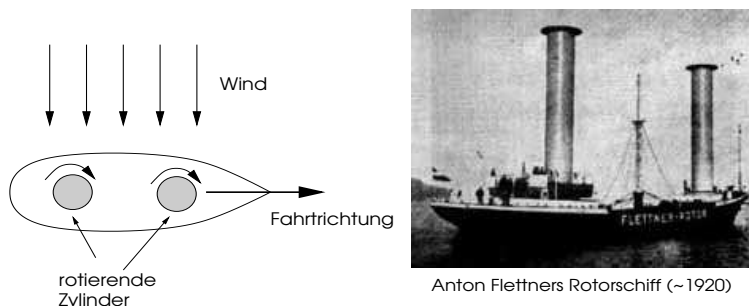 Wind
Fahrtrichtung
rotierende
Zylinder
FLETTNER-ROTOR
Anton Flettners Rotorschiff (~1920)